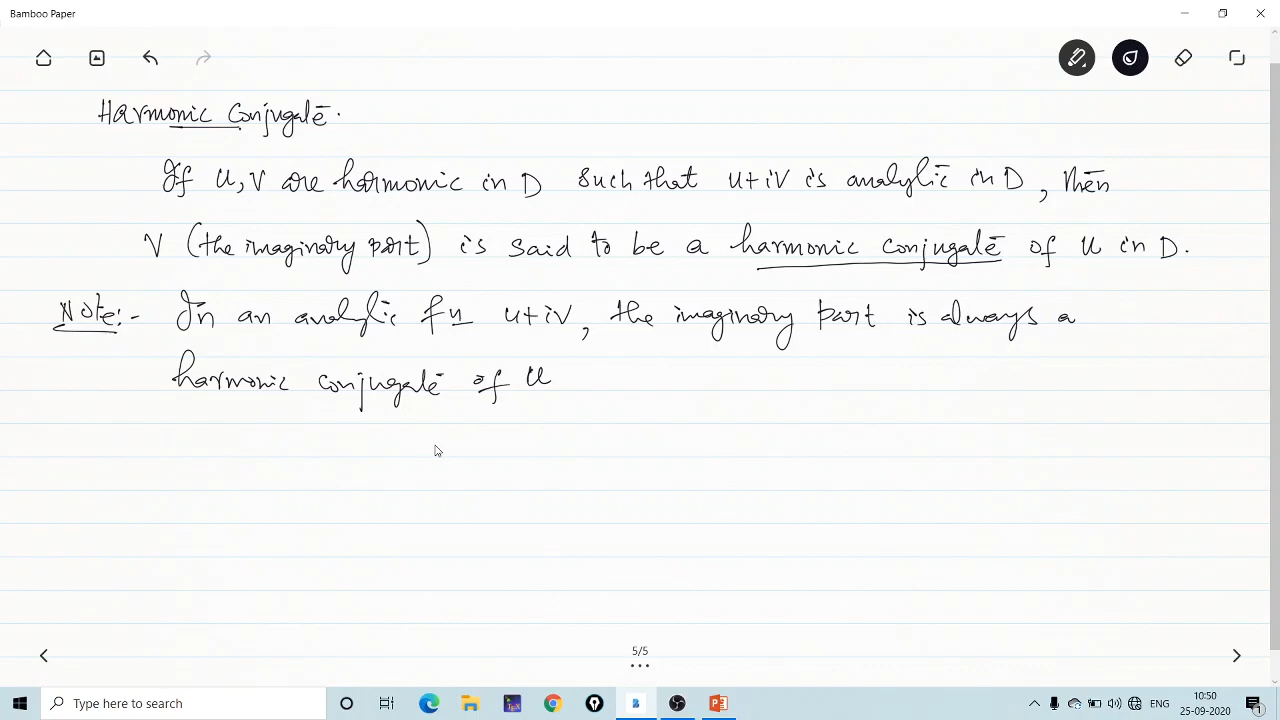 Bamboo Paper
Harmonic Conjugate.
If u, v are harmonic in D such that u+iv is analytic in D, then
v (the imaginary part) is said to be a harmonic conjugate of u in D.
Note:- In an analytic fn u+iv, the imaginary part is always a
harmonic conjugate of u
5/5
Type here to search
ENG
10:50
25-09-2020